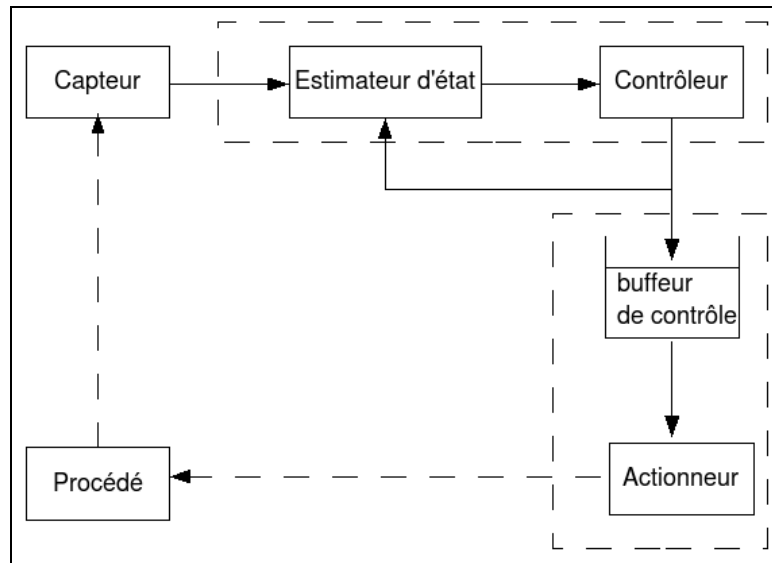 Capteur
Estimateur d'état
Contrôleur
buffeur
de contrôle
Procédé
Actionneur